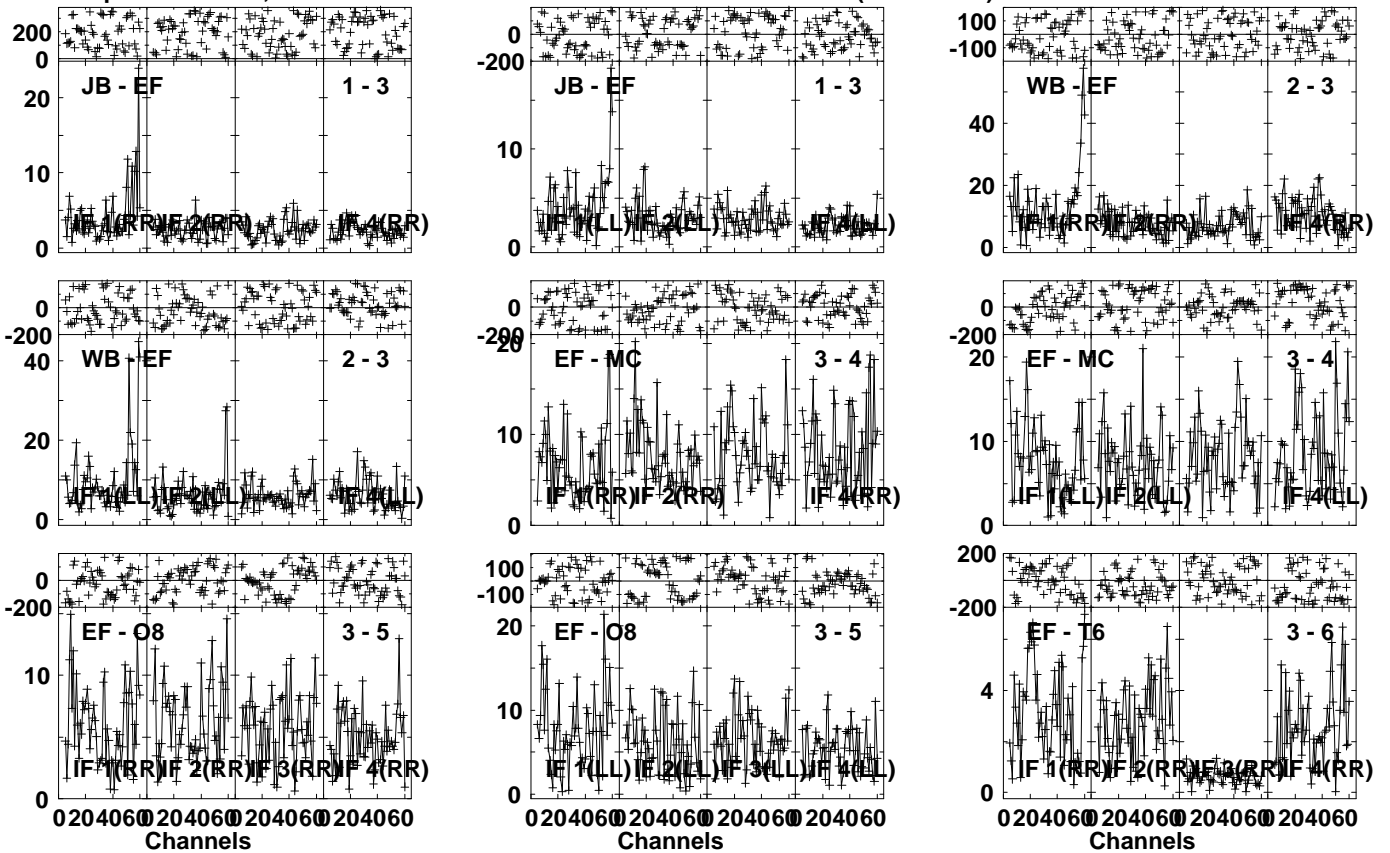 200
0
JB - EF 1 - 3
20
10
0
IF 1(RR) IF 2(RR) IF 4(RR)
0
-200
JB - EF 1 - 3
10
0
IF 1(LL) IF 2(LL) IF 4(LL)
100
-100
WB - EF 2 - 3
40
20
0
IF 1(RR) IF 2(RR) IF 4(RR)
0
-200
WB - EF 2 - 3
40
20
0
IF 1(LL) IF 2(LL) IF 4(LL)
0
-200
20
EF - MC 3 - 4
10
0
IF 1(RR) IF 2(RR) IF 4(RR)
0
-200
20
EF - MC 3 - 4
10
0
IF 1(LL) IF 2(LL) IF 4(LL)
0
-200
EF - O8 3 - 5
10
0
IF 1(RR) IF 2(RR) IF 3(RR) IF 4(RR)
0 20 40 60 0 20 40 60 0 20 40 60 0 20 40 60
Channels
100
-100
20
EF - O8 3 - 5
10
0
IF 1(LL) IF 2(LL) IF 3(LL) IF 4(LL)
0 20 40 60 0 20 40 60 0 20 40 60 0 20 40 60
Channels
200
-200
EF - T6 3 - 6
4
0
IF 1(RR) IF 2(RR) IF 3(RR) IF 4(RR)
0 20 40 60 0 20 40 60 0 20 40 60 0 20 40 60
Channels